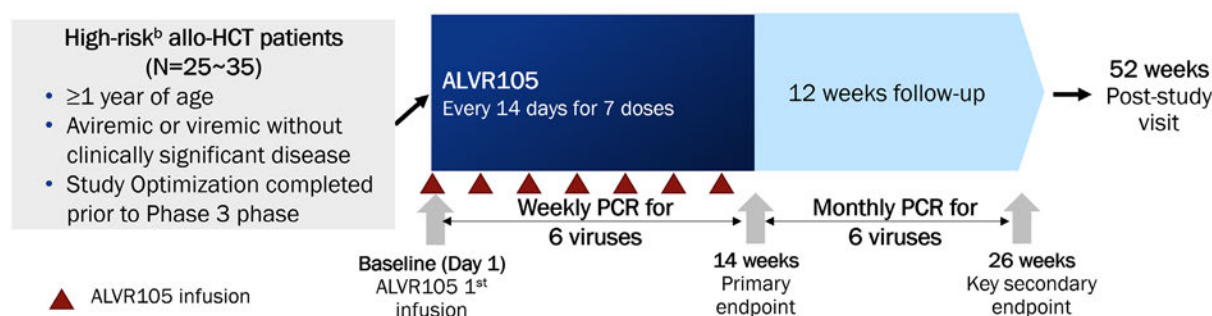 High-riskᵇ allo-HCT patients
(N=25~35)
• ≥1 year of age
• Aviremic or viremic without
clinically significant disease
• Study Optimization completed
prior to Phase 3 phase
ALVR105
Every 14 days for 7 doses
12 weeks follow-up
52 weeks
Post-study
visit
Weekly PCR for
6 viruses
Monthly PCR for
6 viruses
Baseline (Day 1)
ALVR105 1ˢᵗ
infusion
14 weeks
Primary
endpoint
26 weeks
Key secondary
endpoint
ALVR105 infusion